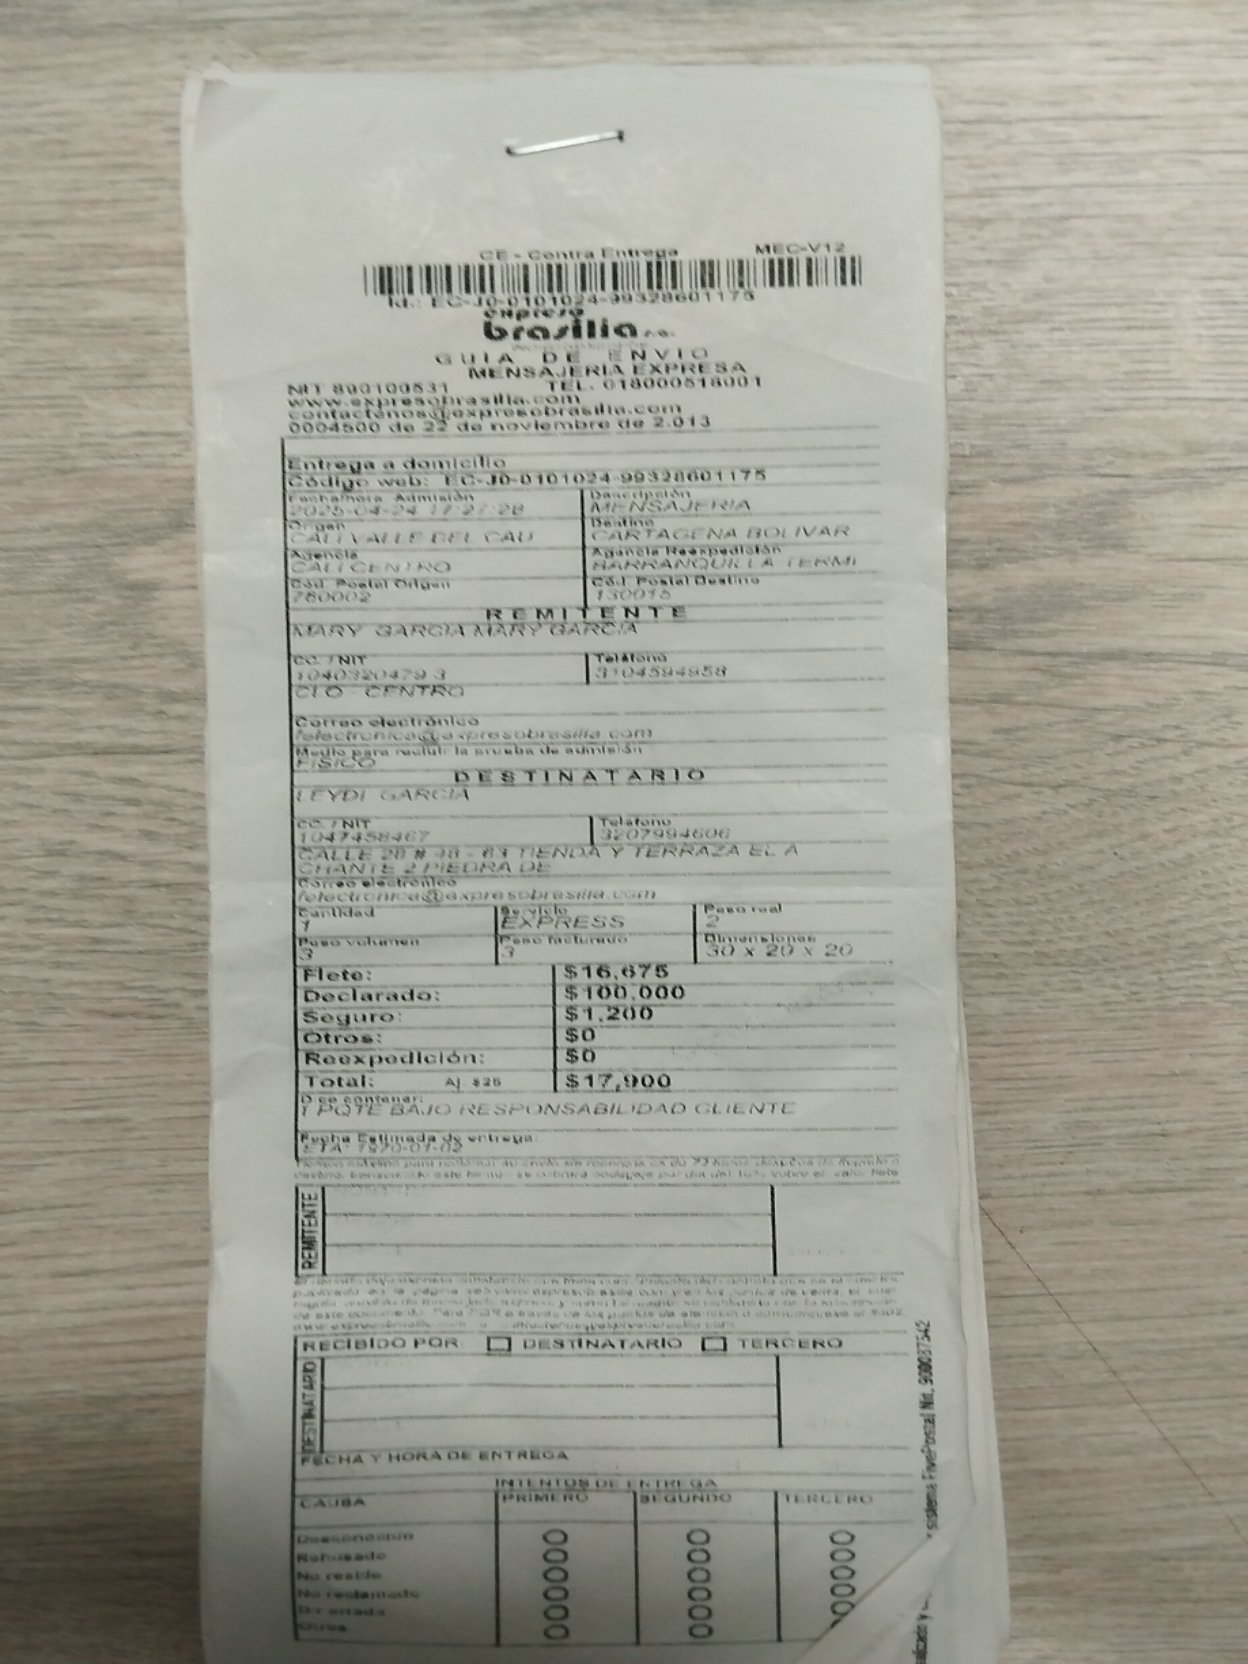 CE - Contra Entrega MEC-V12
Id.: EC-J0-0101024-99328601175
expreso
brasilia s.a.
GUIA DE ENVIO
MENSAJERIA EXPRESA
NIT 890100531 TEL. 018000518001
www.expresobrasilia.com
contactenos@expresobrasilia.com
0004500 de 22 de noviembre de 2.013
Entrega a domicilio
Código web: EC-J0-0101024-99328601175
Fecha/hora Admisión Descripción
2025-04-24 17:27:28 MENSAJERIA
Origen Destino
CALI VALLE DEL CAU CARTAGENA BOLIVAR
Agencia Agencia Reexpedición
CALI CENTRO BARRANQUILLA TERMI
Cód. Postal Origen Cód. Postal Destino
760002 130015
REMITENTE
MARY GARCIA MARY GARCIA
CC. / NIT Teléfono
1040320479 3 3104594958
CLO CENTRO
Correo electrónico
felectronica@expresobrasilia.com
Medio para recibir la prueba de admisión
FISICO
DESTINATARIO
LEYDI GARCIA
CC. / NIT Teléfono
1047458467 3207994606
CALLE 28 # 48 - 63 TIENDA Y TERRAZA EL A
CHANTE 2 PIEDRA DE
Correo electrónico
felectronica@expresobrasilia.com
Cantidad Servicio Peso real
1 EXPRESS 2
Peso volumen Peso facturado Dimensiones
3 3 30 x 20 x 20
Flete: $16,675
Declarado: $100,000
Seguro: $1,200
Otros: $0
Reexpedición: $0
Total: Aj. $25 $17,900
Dice contener:
1 PQTE BAJO RESPONSABILIDAD CLIENTE
Fecha Estimada de entrega:
ETA: 1970-01-02
REMITENTE
RECIBIDO POR DESTINATARIO TERCERO
DESTINATARIO
FECHA Y HORA DE ENTREGA
INTENTOS DE ENTREGA
CAUSA PRIMERO SEGUNDO TERCERO
Desconocido
Rehusado
No reside
No reclamado
Dir errada
Otros
sistema FivePostal Nit. 900087542